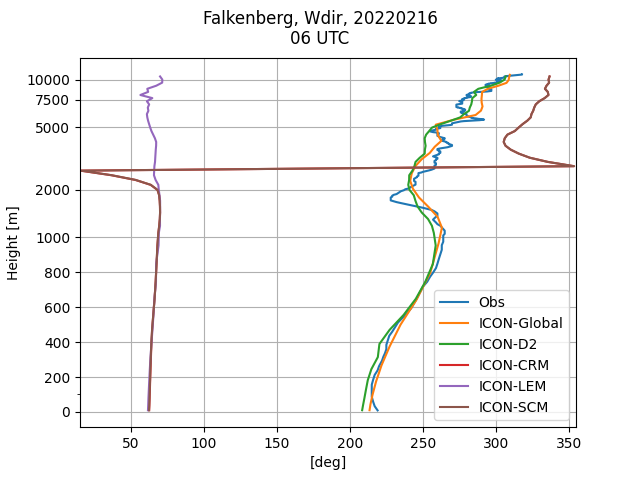 Falkenberg, Wdir, 20220216
06 UTC
10000
7500
5000
2000
1000
800
600
400
200
0
Height [m]
50
100
150
200
250
300
350
[deg]
Obs
ICON-Global
ICON-D2
ICON-CRM
ICON-LEM
ICON-SCM